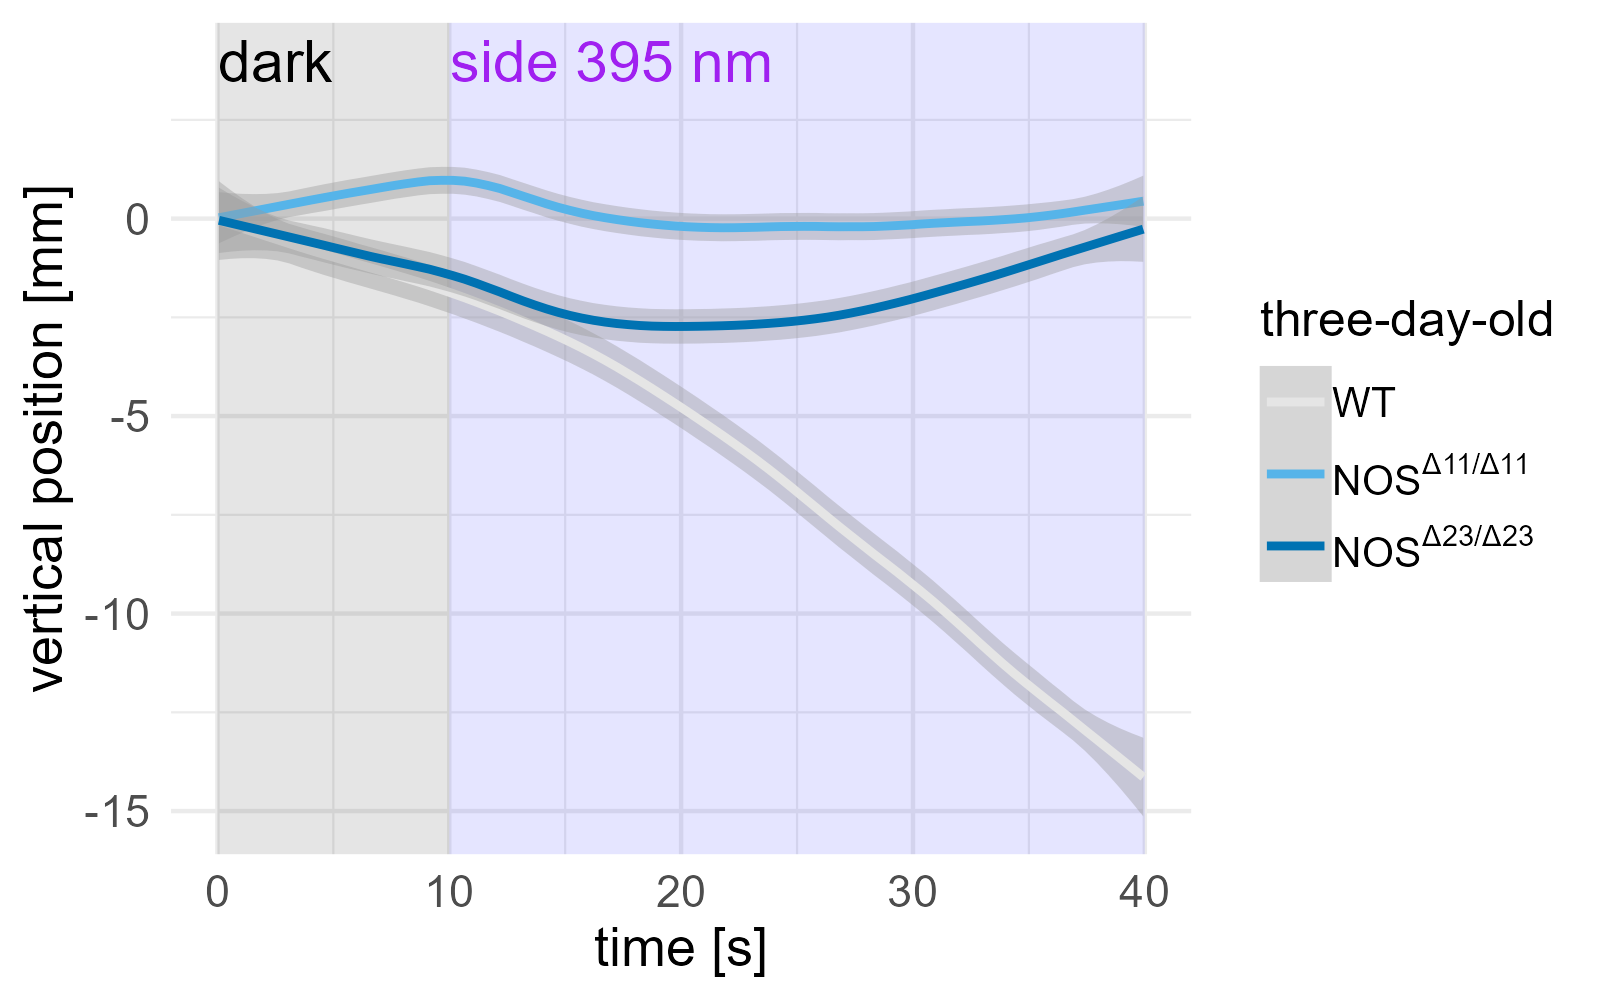 dark side 395 nm
vertical position [mm]
0
-5
-10
-15
0 10 20 30 40
time [s]
three-day-old
WT
NOSΔ11/Δ11
NOSΔ23/Δ23